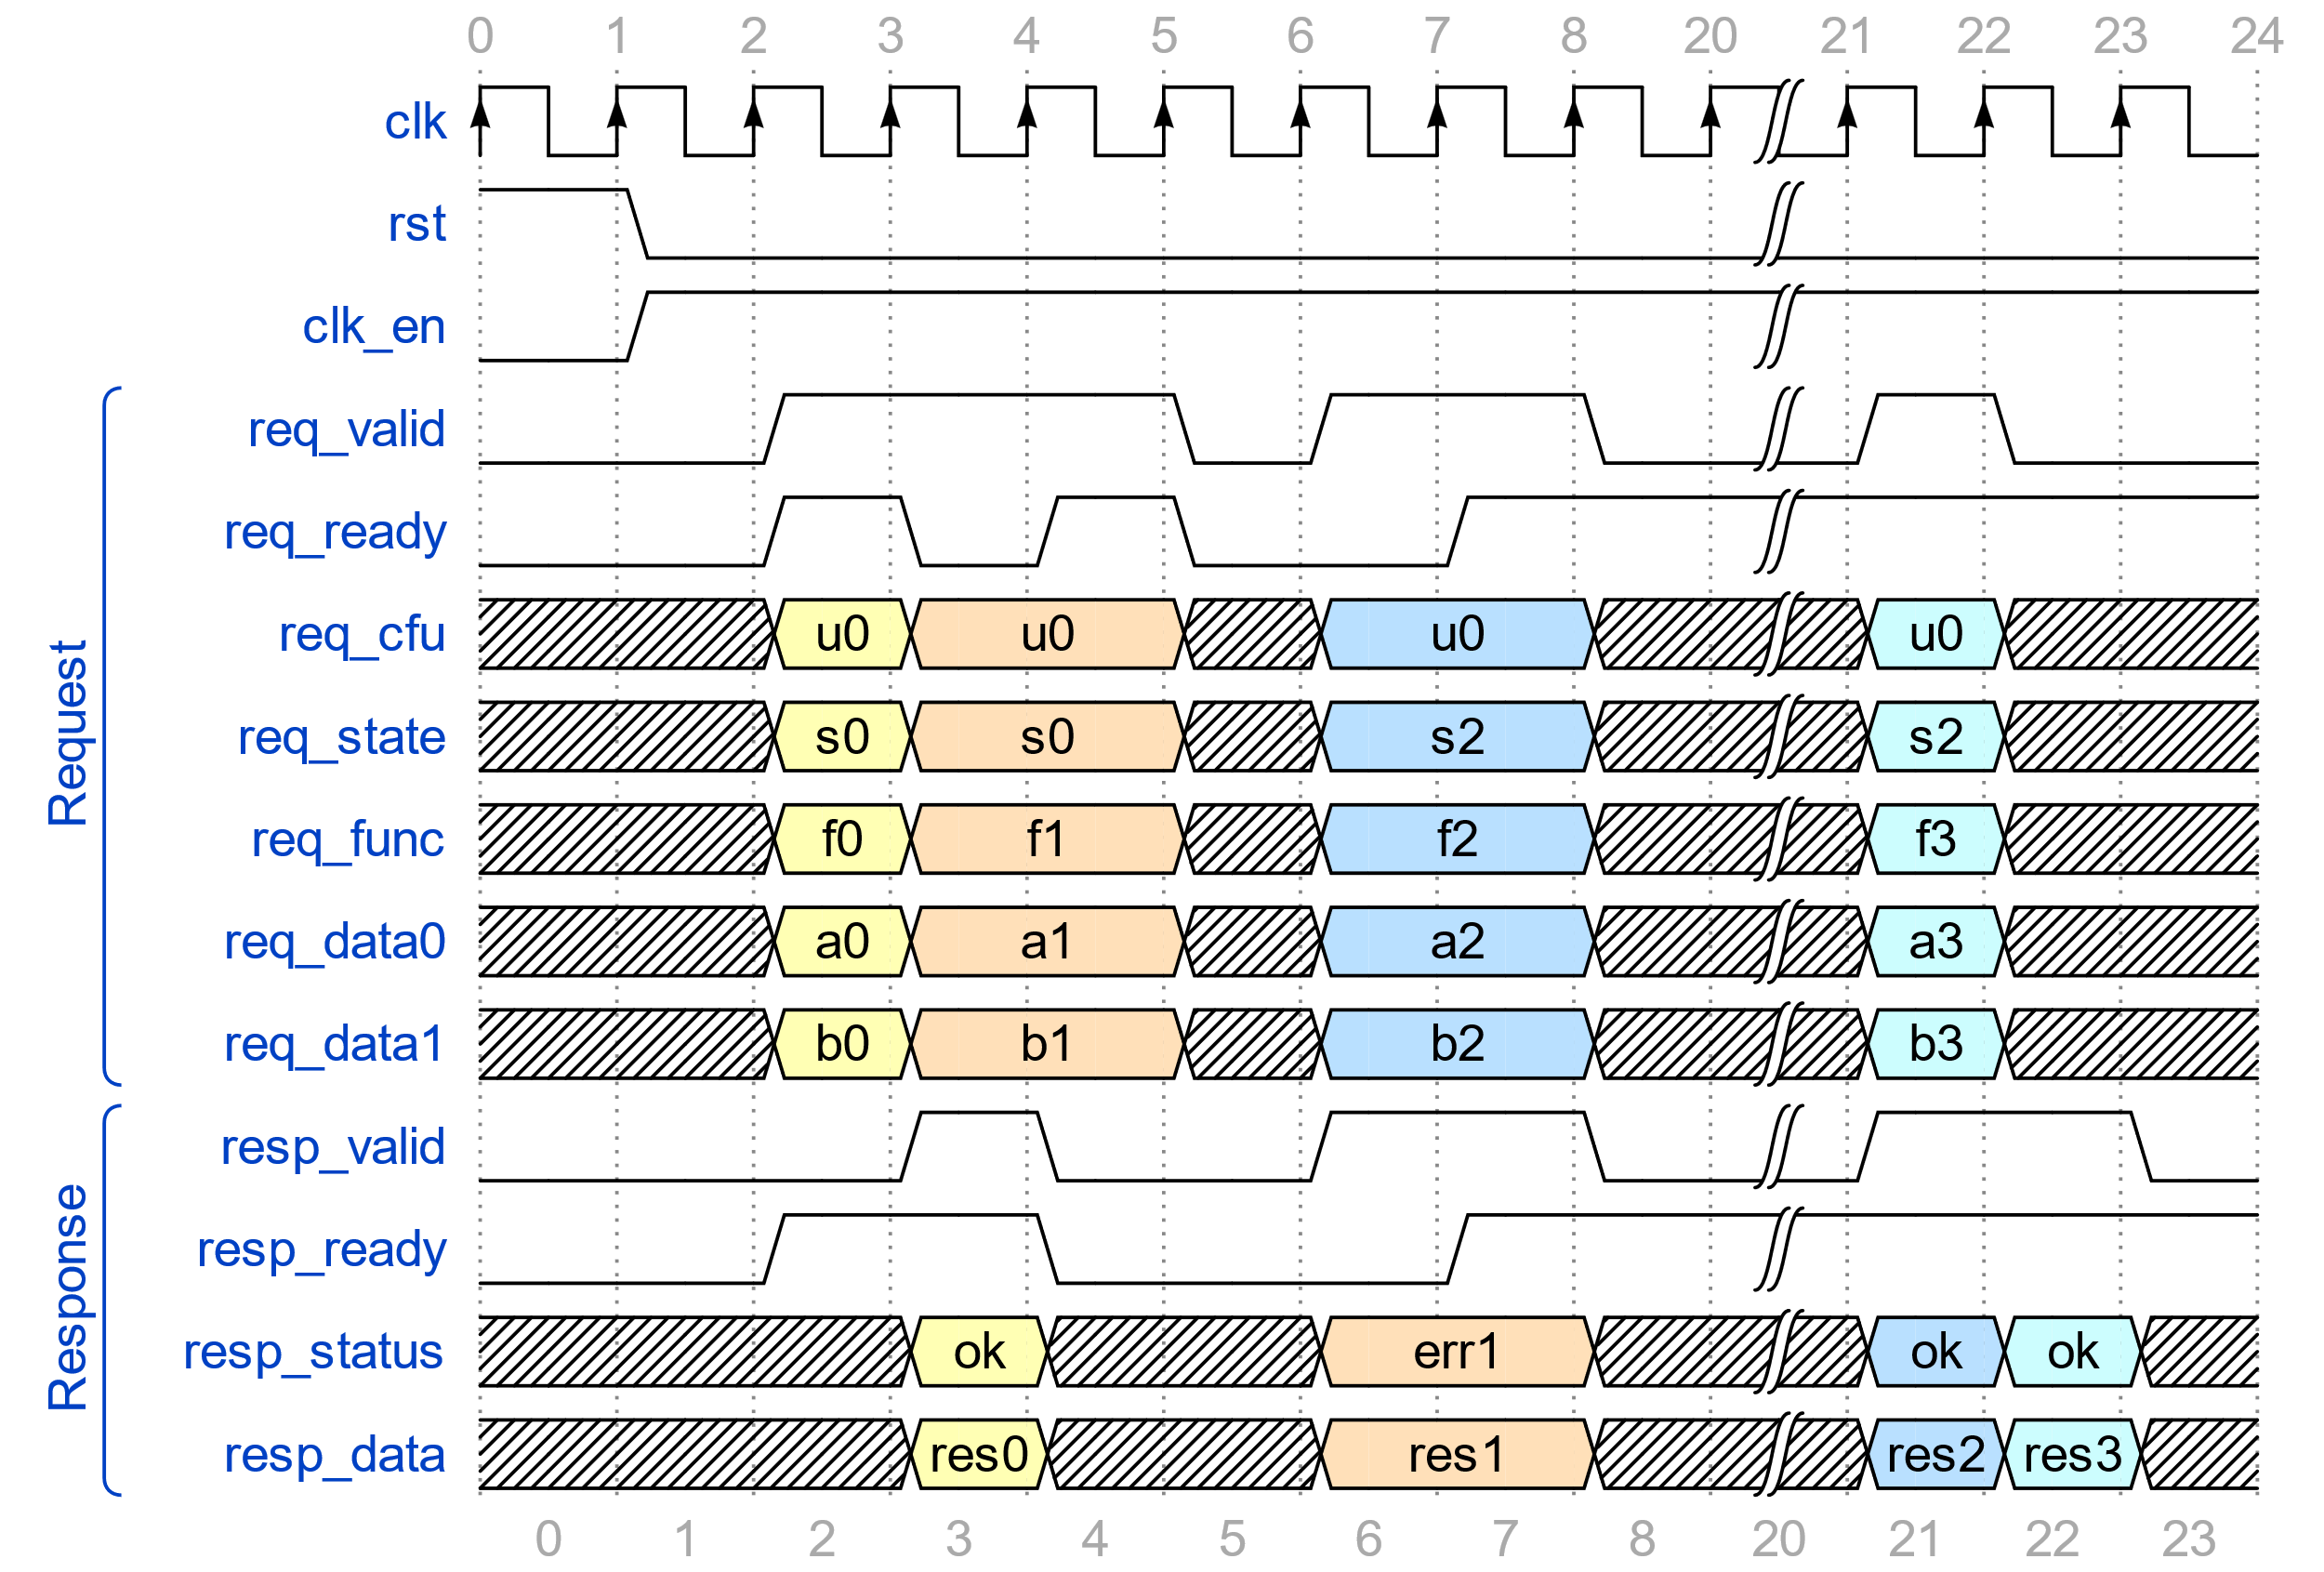 0 1 2 3 4 5 6 7 8 20 21 22 23 24
clk
rst
clk_en
Request
req_valid
req_ready
req_cfu u0 u0 u0 u0
req_state s0 s0 s2 s2
req_func f0 f1 f2 f3
req_data0 a0 a1 a2 a3
req_data1 b0 b1 b2 b3
Response
resp_valid
resp_ready
resp_status ok err1 ok ok
resp_data res0 res1 res2 res3
0 1 2 3 4 5 6 7 8 20 21 22 23